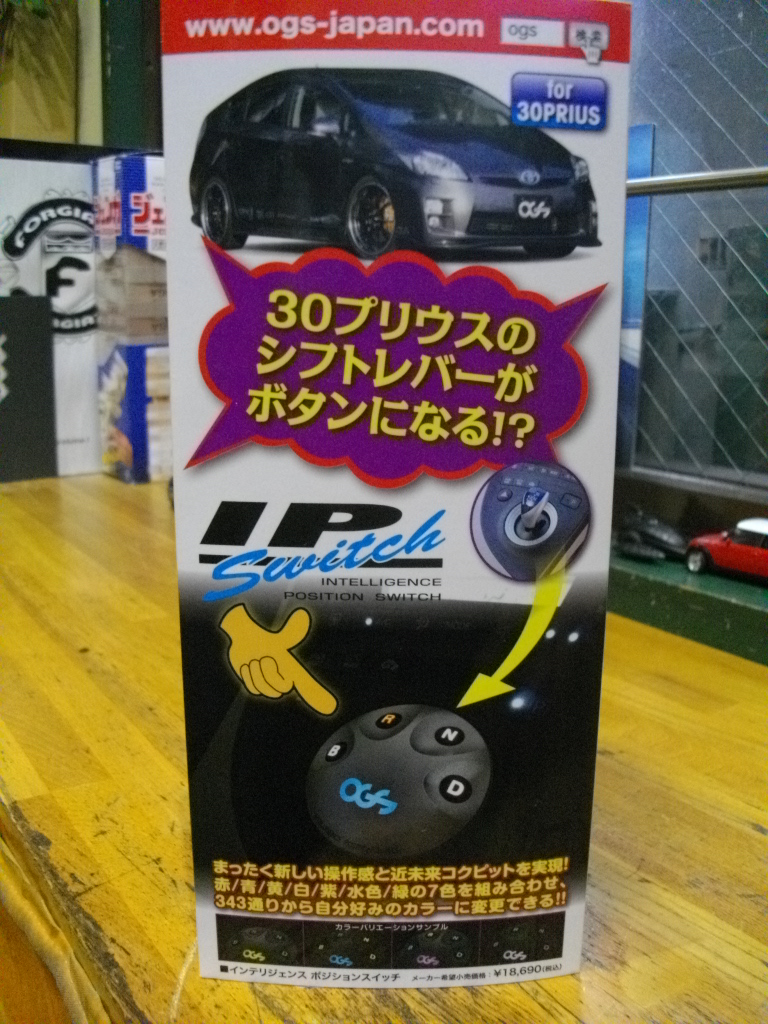 www.ogs-japan.com
ogs
検索
for
30PRIUS
OGS
FORGIA
F
ジェ
30プリウスの
シフトレバーが
ボタンになる!?
IP
Switch
INTELLIGENCE
POSITION SWITCH
B R N D
OGS
まったく新しい操作感と近未来コクピットを実現!
赤/青/黄/白/紫/水色/緑の7色を組み合わせ、
343通りから自分好みのカラーに変更できる!!
カラーバリエーションサンプル
OGS OGS OGS OGS
■インテリジェンス ポジションスイッチ メーカー希望小売価格:¥18,690(税込)